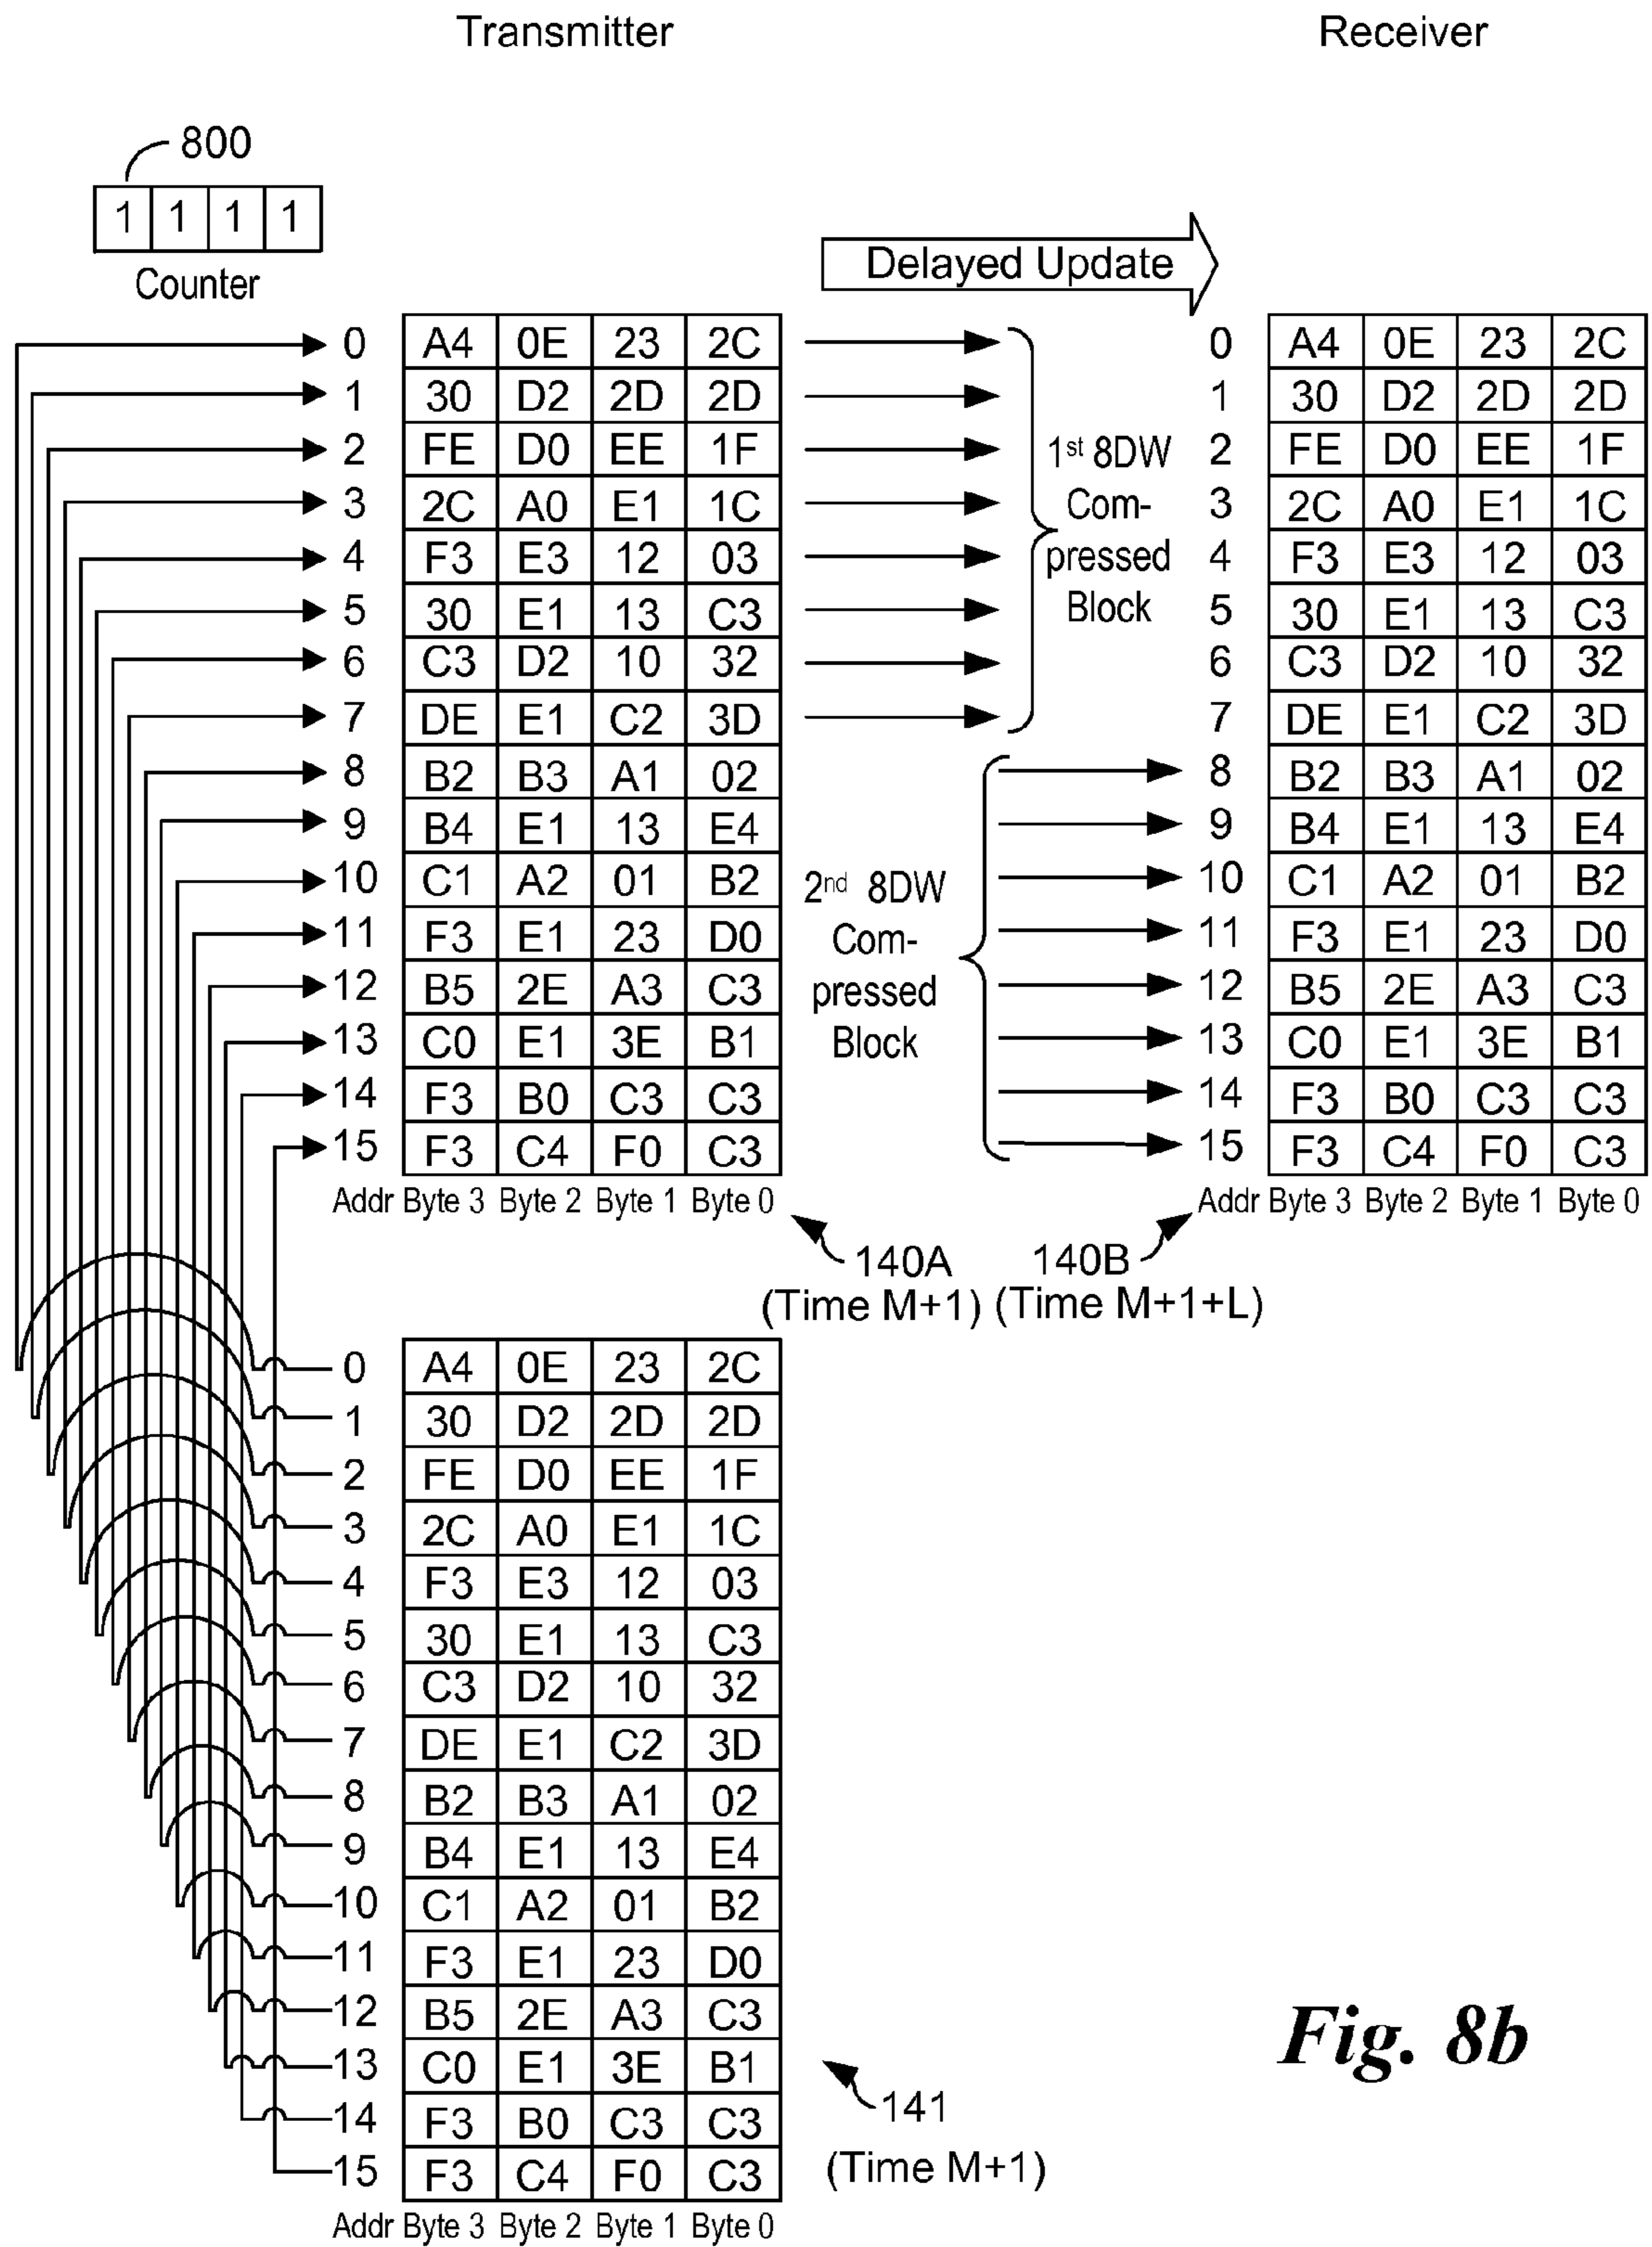 Transmitter Receiver
800
1 1 1 1
Counter
Delayed Update
0 A4 0E 23 2C 0 A4 0E 23 2C
1 30 D2 2D 2D 1 30 D2 2D 2D
2 FE D0 EE 1F 1st 8DW 2 FE D0 EE 1F
3 2C A0 E1 1C Com- 3 2C A0 E1 1C
4 F3 E3 12 03 pressed 4 F3 E3 12 03
5 30 E1 13 C3 Block 5 30 E1 13 C3
6 C3 D2 10 32 6 C3 D2 10 32
7 DE E1 C2 3D 7 DE E1 C2 3D
8 B2 B3 A1 02 8 B2 B3 A1 02
9 B4 E1 13 E4 9 B4 E1 13 E4
10 C1 A2 01 B2 2nd 8DW 10 C1 A2 01 B2
11 F3 E1 23 D0 Com- 11 F3 E1 23 D0
12 B5 2E A3 C3 pressed 12 B5 2E A3 C3
13 C0 E1 3E B1 Block 13 C0 E1 3E B1
14 F3 B0 C3 C3 14 F3 B0 C3 C3
15 F3 C4 F0 C3 15 F3 C4 F0 C3
Addr Byte 3 Byte 2 Byte 1 Byte 0 Addr Byte 3 Byte 2 Byte 1 Byte 0
140A 140B
(Time M+1) (Time M+1+L)
0 A4 0E 23 2C
1 30 D2 2D 2D
2 FE D0 EE 1F
3 2C A0 E1 1C
4 F3 E3 12 03
5 30 E1 13 C3
6 C3 D2 10 32
7 DE E1 C2 3D
8 B2 B3 A1 02
9 B4 E1 13 E4
10 C1 A2 01 B2
11 F3 E1 23 D0
12 B5 2E A3 C3
13 C0 E1 3E B1
14 F3 B0 C3 C3
15 F3 C4 F0 C3
Addr Byte 3 Byte 2 Byte 1 Byte 0
141
(Time M+1)
Fig. 8b